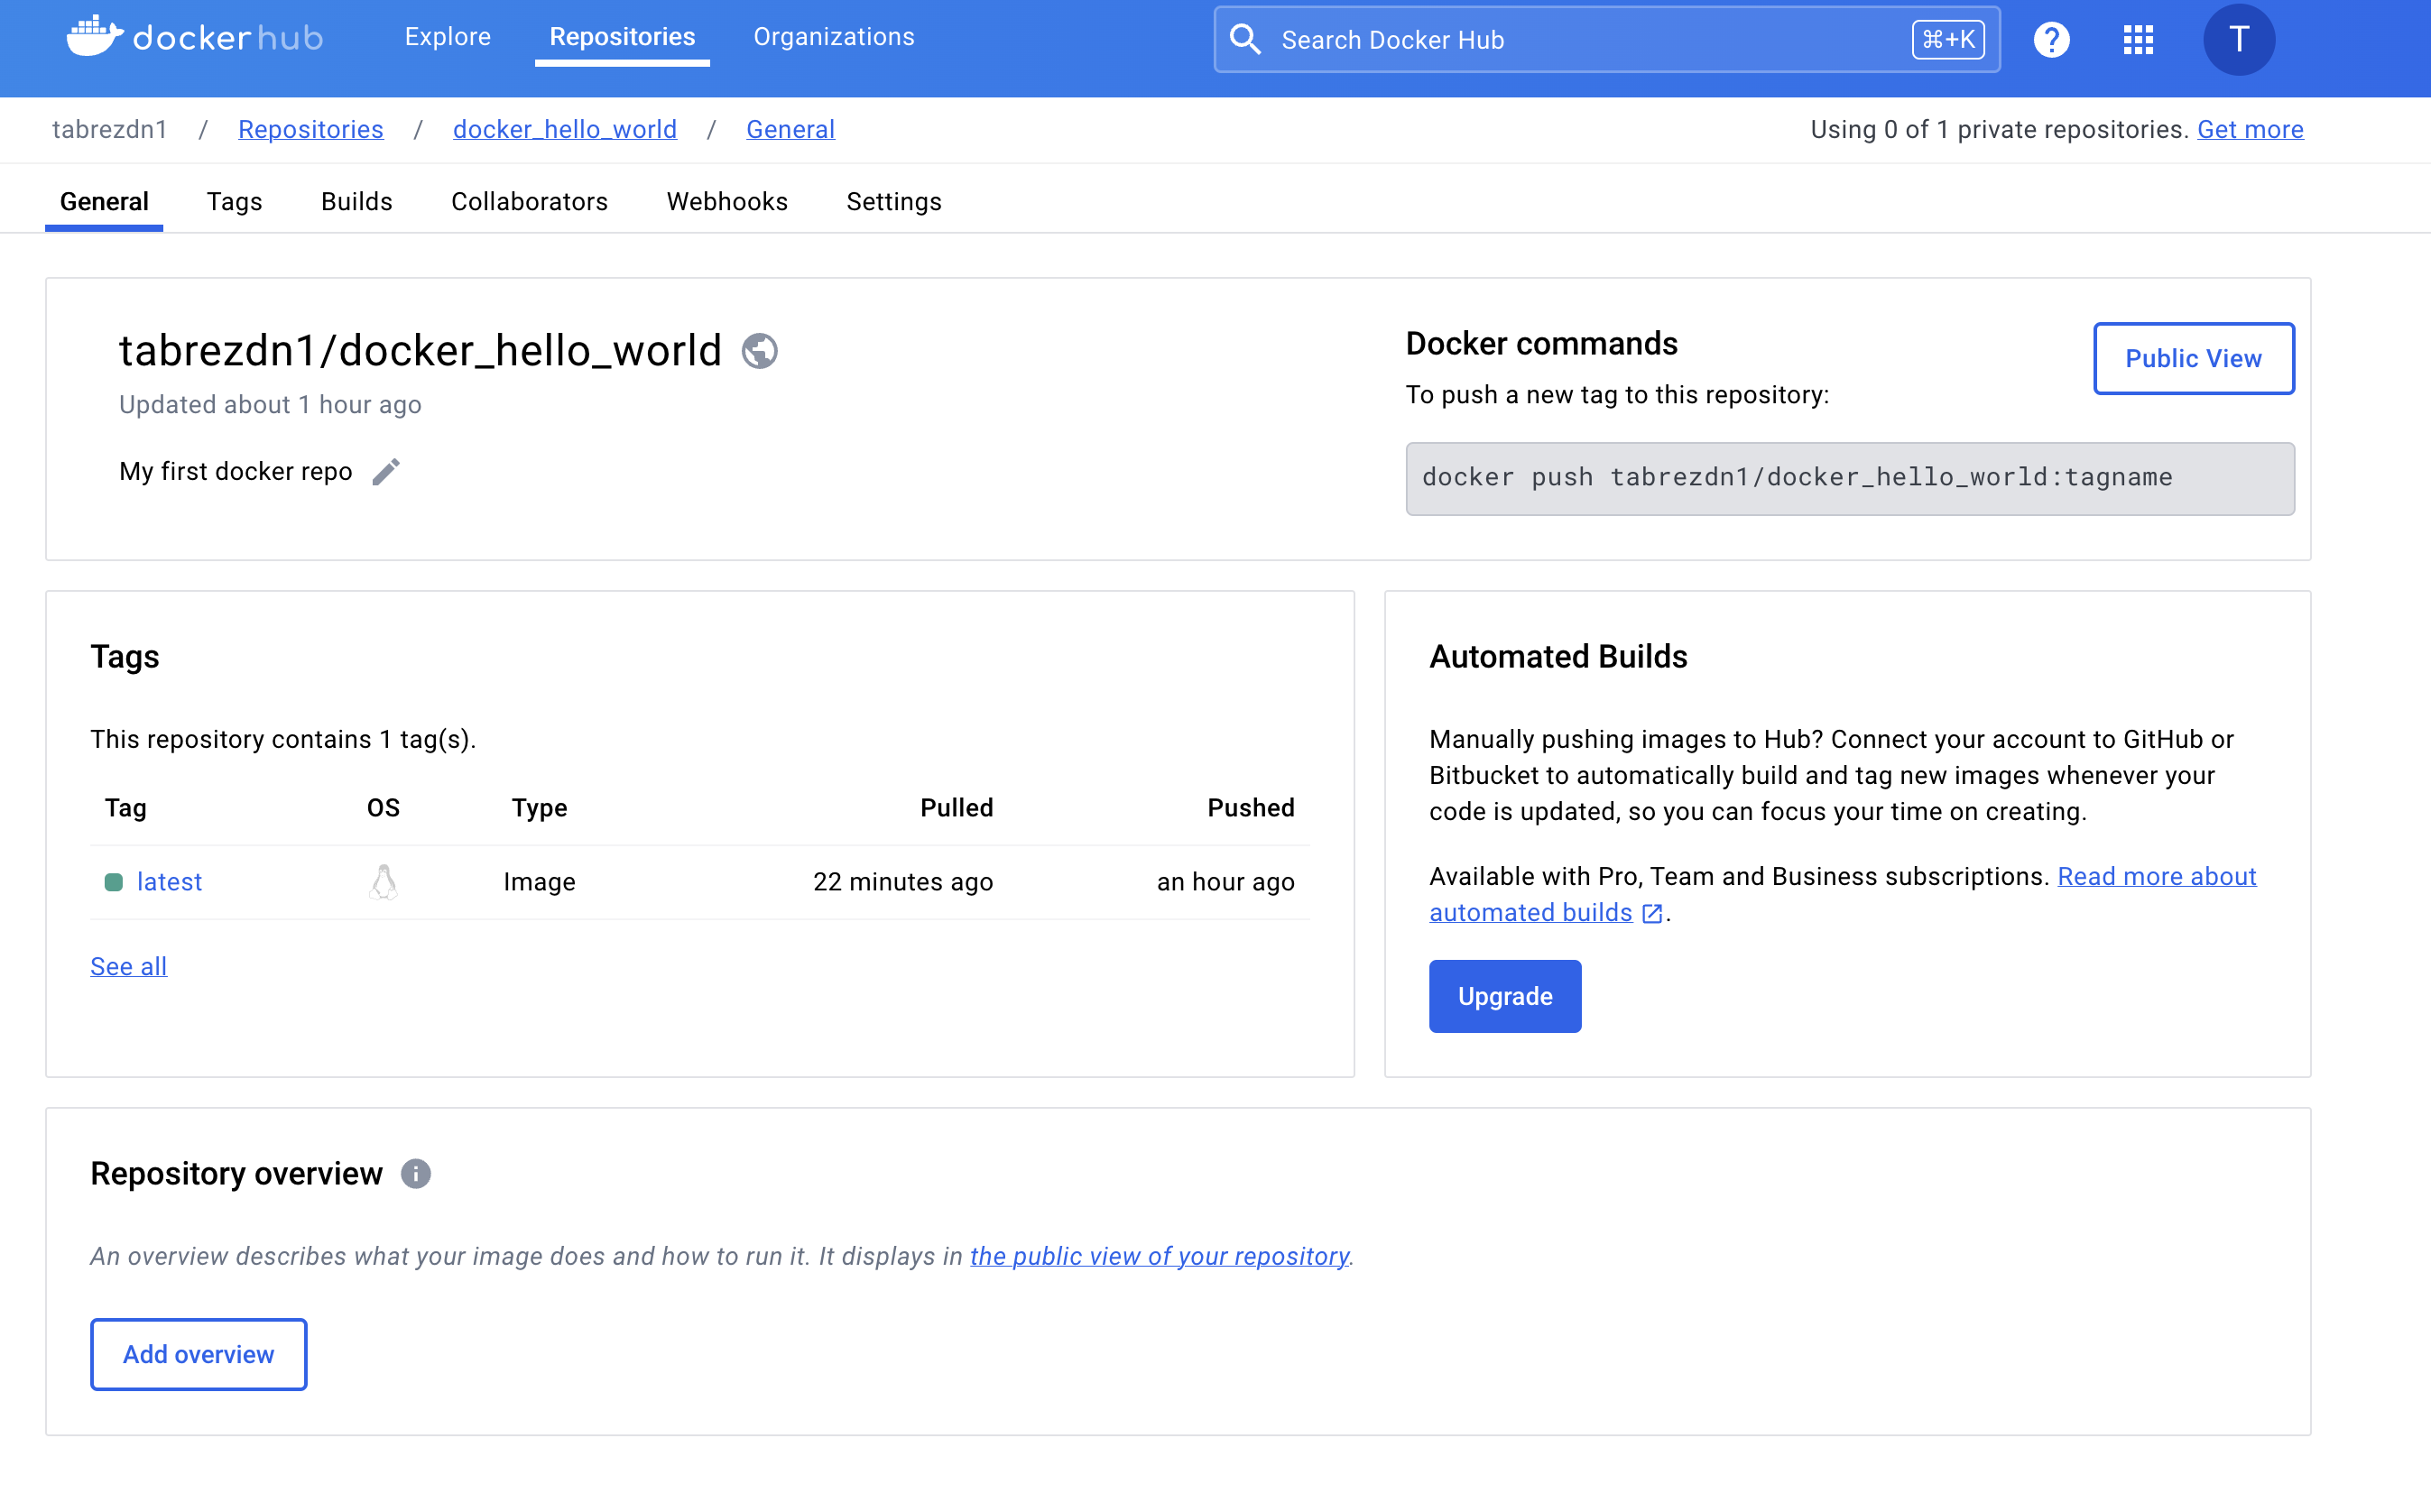 dockerhub Explore Repositories Organizations Search Docker Hub ⌘+K ? T
tabrezdn1 / Repositories / docker_hello_world / General Using 0 of 1 private repositories. Get more
General Tags Builds Collaborators Webhooks Settings
tabrezdn1/docker_hello_world
Updated about 1 hour ago
My first docker repo
Docker commands
Public View
To push a new tag to this repository:
docker push tabrezdn1/docker_hello_world:tagname
Tags
This repository contains 1 tag(s).
Tag OS Type Pulled Pushed
latest Image 22 minutes ago an hour ago
See all
Automated Builds
Manually pushing images to Hub? Connect your account to GitHub or
Bitbucket to automatically build and tag new images whenever your
code is updated, so you can focus your time on creating.
Available with Pro, Team and Business subscriptions. Read more about
automated builds .
Upgrade
Repository overview
An overview describes what your image does and how to run it. It displays in the public view of your repository.
Add overview